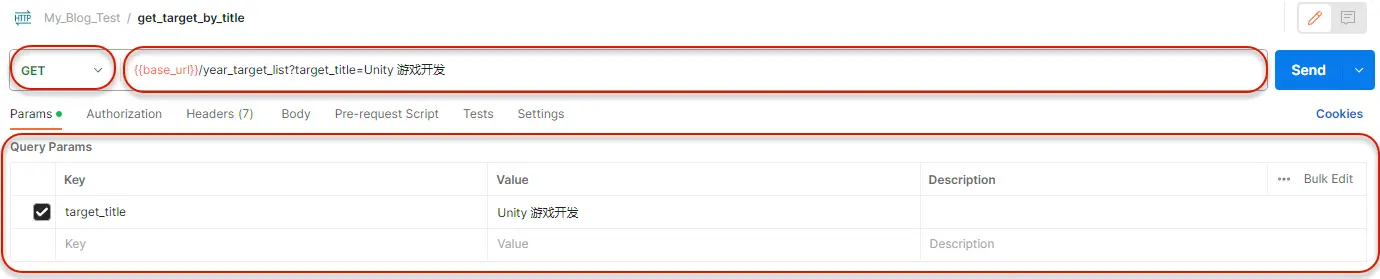 HTTP My_Blog_Test / get_target_by_title
GET {{base_url}}/year_target_list?target_title=Unity 游戏开发 Send
Params Authorization Headers (7) Body Pre-request Script Tests Settings Cookies
Query Params
Key Value Description ••• Bulk Edit
target_title Unity 游戏开发
Key Value Description